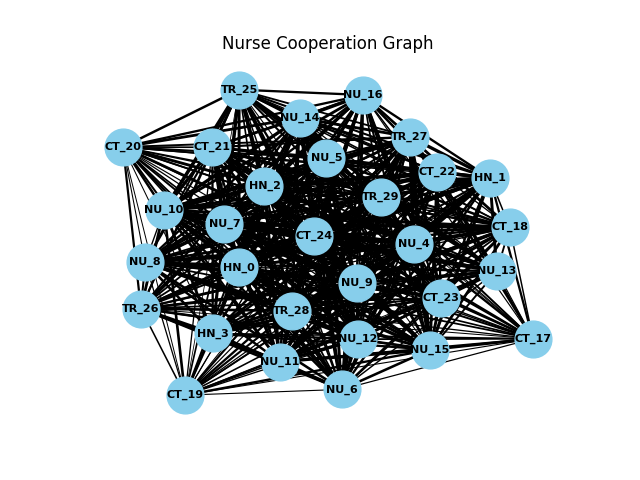 Nurse Cooperation Graph
TR_25
NU_16
NU_14
TR_27
CT_20
CT_21
NU_5
CT_22
HN_1
HN_2
TR_29
NU_10
NU_7
CT_18
CT_24
NU_4
NU_8
HN_0
NU_13
NU_9
CT_23
TR_26
TR_28
HN_3
NU_12
CT_17
NU_15
NU_11
NU_6
CT_19